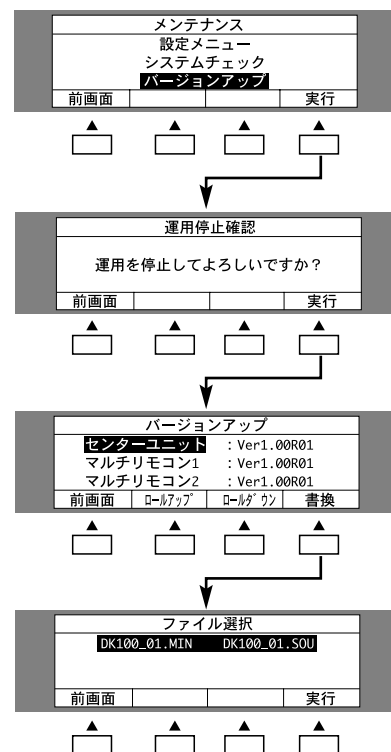 メンテナンス
設定メニュー
システムチェック
バージョンアップ
前画面 実行
運用停止確認
運用を停止してよろしいですか？
前画面 実行
バージョンアップ
センターユニット : Ver1.00R01
マルチリモコン1 : Ver1.00R01
マルチリモコン2 : Ver1.00R01
前画面 ﾛｰﾙｱｯﾌﾟ ﾛｰﾙﾀﾞｳﾝ 書換
ファイル選択
DK100_01.MIN DK100_01.SOU
前画面 実行